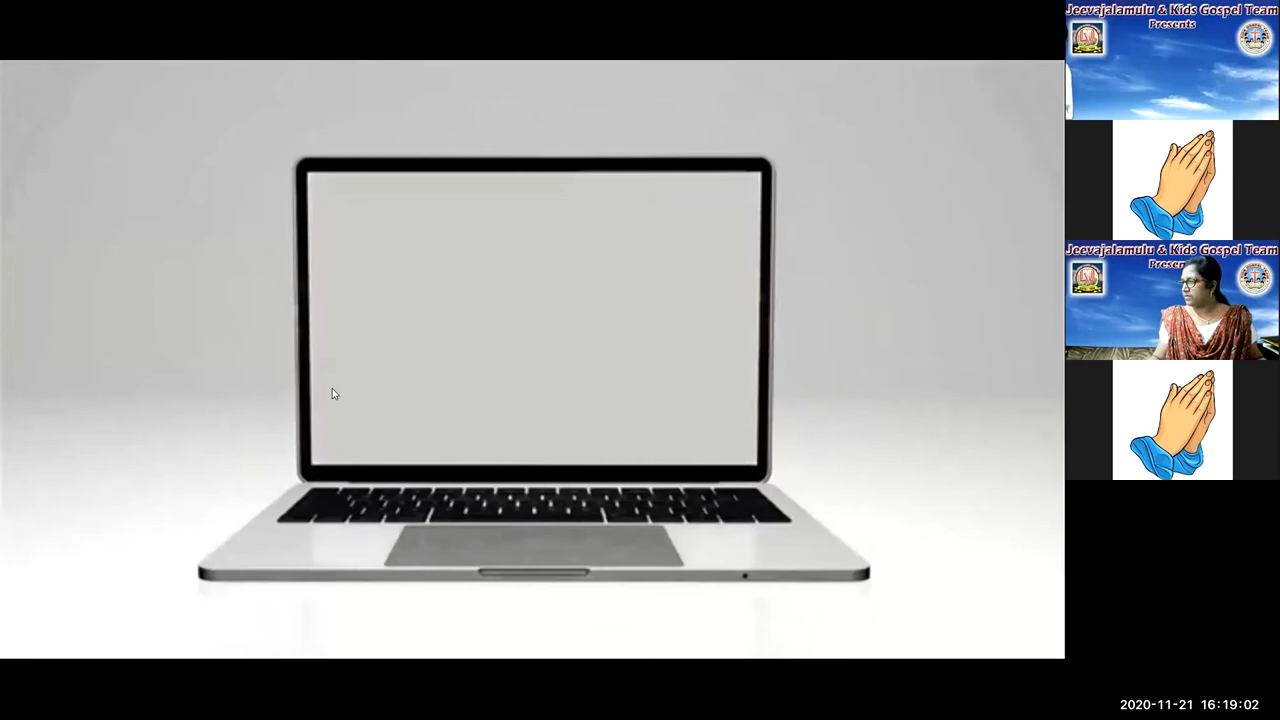 Jeevajalamulu & Kids Gospel Team
Presents
Jeevajalamulu & Kids Gospel Team
2020-11-21 16:19:02